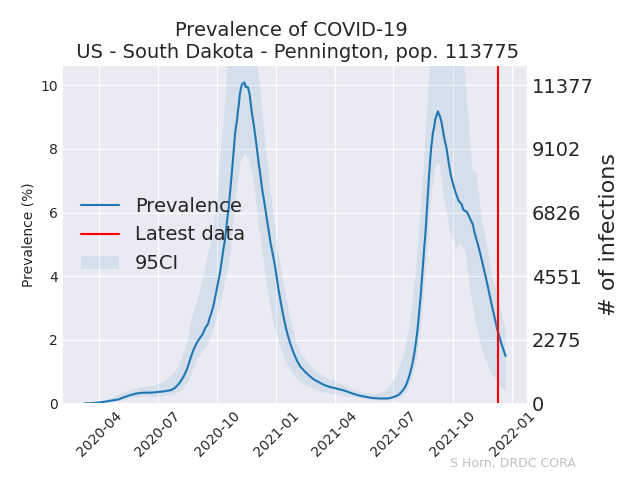 Prevalence of COVID-19
US - South Dakota - Pennington, pop. 113775
Prevalence (%)
10
8
6
4
2
0
11377
9102
6826
4551
2275
0
# of infections
Prevalence
Latest data
95CI
2020-04
2020-07
2020-10
2021-01
2021-04
2021-07
2021-10
2022-01
S Horn, DRDC CORA